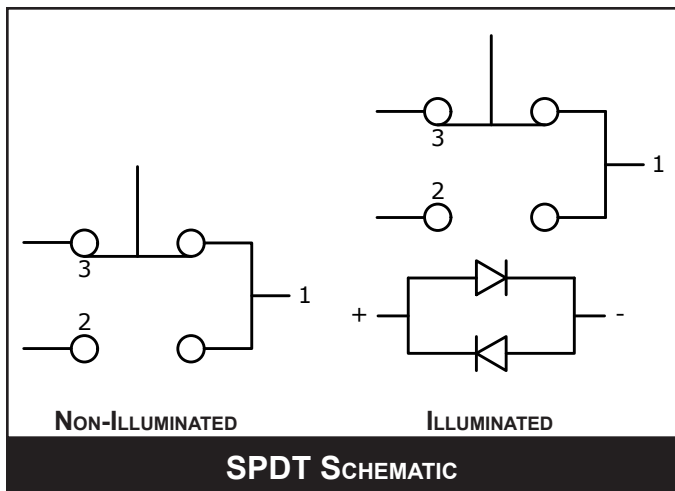 3
2
1
Non-Illuminated
3
2
1
+ -
Illuminated
SPDT Schematic